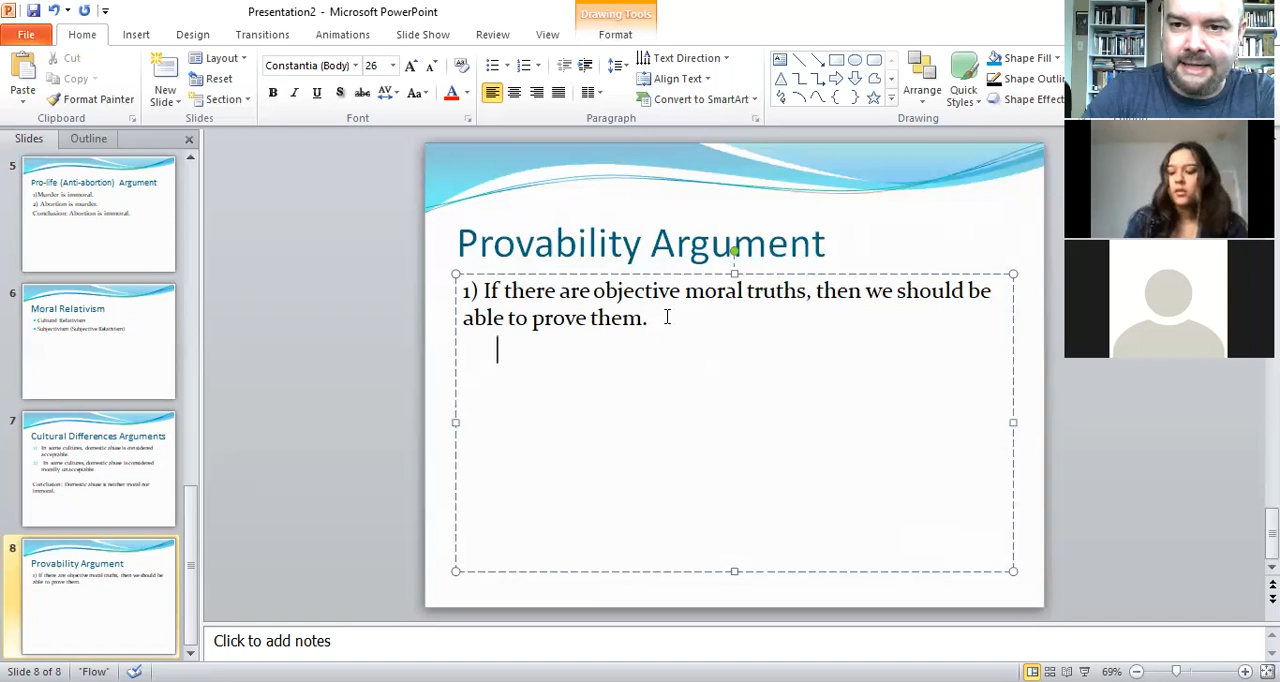 Presentation2 - Microsoft PowerPoint
Drawing Tools
File Home Insert Design Transitions Animations Slide Show Review View Format
Paste
Cut
Copy
Format Painter
Clipboard
New Slide
Layout
Reset
Section
Slides
Constantia (Body) 26
B I U S abc AV Aa A
Font
Text Direction
Align Text
Convert to SmartArt
Paragraph
Arrange
Quick Styles
Shape Fill
Shape Outli
Shape Effect
Drawing
Slides Outline
5
Pro-life (Anti-abortion) Argument
1)Murder is immoral.
2) Abortion is murder.
Conclusion: Abortion is immoral.
6
Moral Relativism
Cultural Relativism
Subjectivism (Subjective Relativism)
7
Cultural Differences Arguments
1) In some cultures, domestic abuse is considered
acceptable.
2) In some cultures, domestic abuse is considered
morally unacceptable.
Conclusion: Domestic abuse is neither moral nor
immoral.
8
Provability Argument
1) If there are objective moral truths, then we should be
able to prove them.
Provability Argument
1) If there are objective moral truths, then we should be
able to prove them.
Click to add notes
Slide 8 of 8 "Flow" 69%